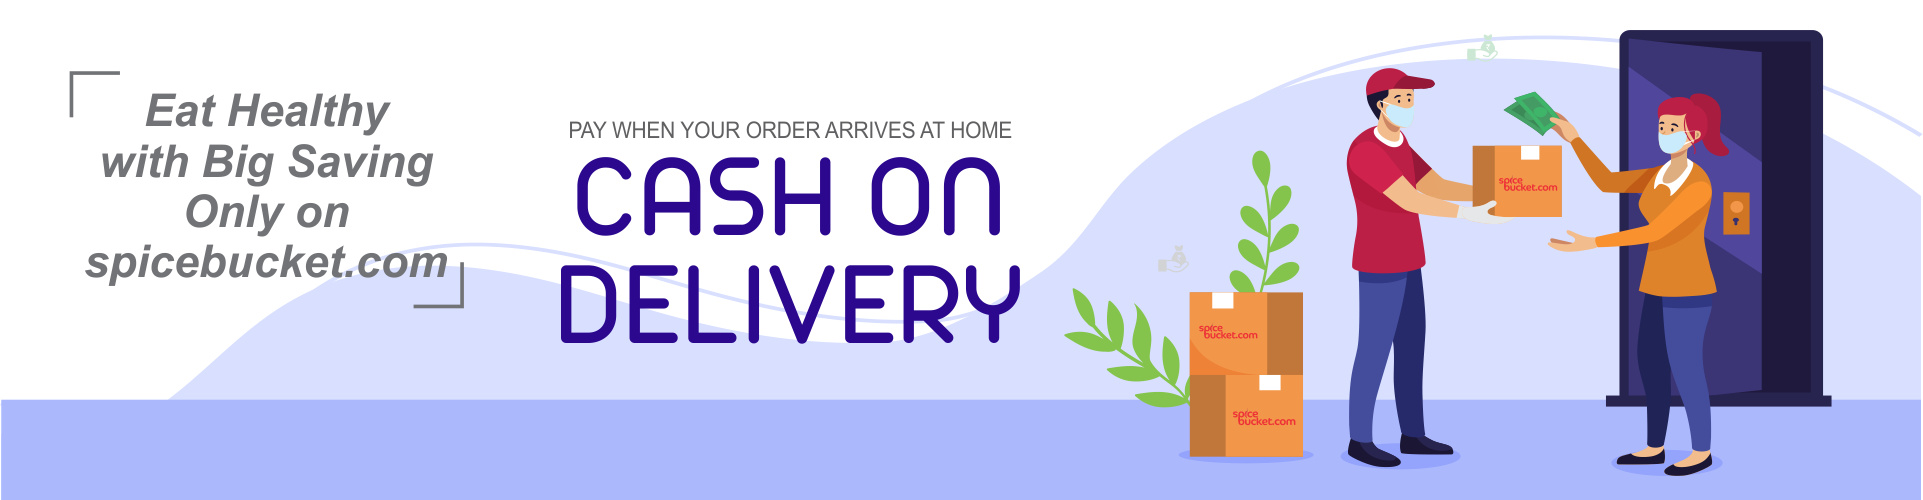 Eat Healthy
with Big Saving
Only on
spicebucket.com
PAY WHEN YOUR ORDER ARRIVES AT HOME
CASH ON
DELIVERY
spice
bucket.com
spice
bucket.com
spice
bucket.com